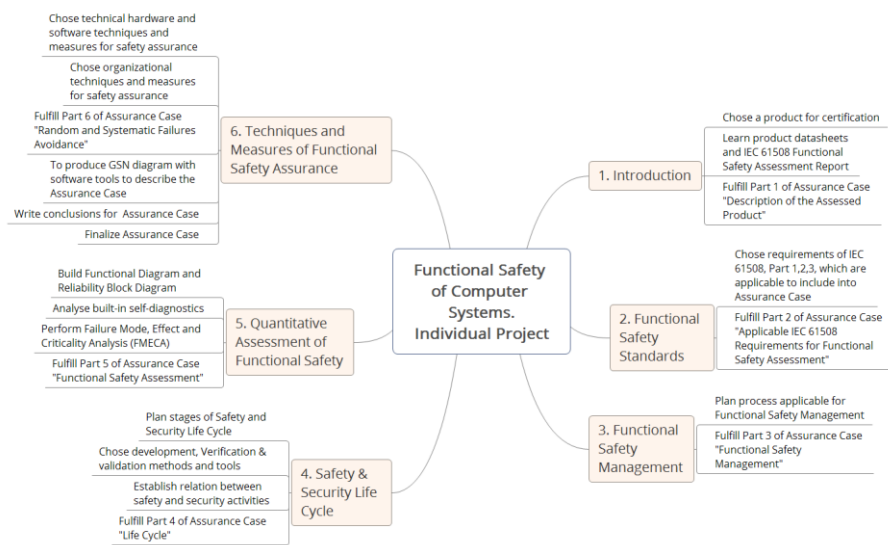 Functional Safety
of Computer
Systems.
Individual Project
1. Introduction
Chose a product for certification
Learn product datasheets
and IEC 61508 Functional
Safety Assessment Report
Fulfill Part 1 of Assurance Case
"Description of the Assessed
Product"
2. Functional
Safety
Standards
Chose requirements of IEC
61508, Part 1,2,3, which are
applicable to include into
Assurance Case
Fulfill Part 2 of Assurance Case
"Applicable IEC 61508
Requirements for Functional
Safety Assessment"
3. Functional
Safety
Management
Plan process applicable for
Functional Safety Management
Fulfill Part 3 of Assurance Case
"Functional Safety
Management"
4. Safety &
Security Life
Cycle
Plan stages of Safety and
Security Life Cycle
Chose development, Verification &
validation methods and tools
Establish relation between
safety and security activities
Fulfill Part 4 of Assurance Case
"Life Cycle"
5. Quantitative
Assessment of
Functional Safety
Build Functional Diagram and
Reliability Block Diagram
Analyse built-in self-diagnostics
Perform Failure Mode, Effect and
Criticality Analysis (FMECA)
Fulfill Part 5 of Assurance Case
"Functional Safety Assessment"
6. Techniques and
Measures of Functional
Safety Assurance
Chose technical hardware and
software techniques and
measures for safety assurance
Chose organizational
techniques and measures
for safety assurance
Fulfill Part 6 of Assurance Case
"Random and Systematic Failures
Avoidance"
To produce GSN diagram with
software tools to describe the
Assurance Case
Write conclusions for Assurance Case
Finalize Assurance Case